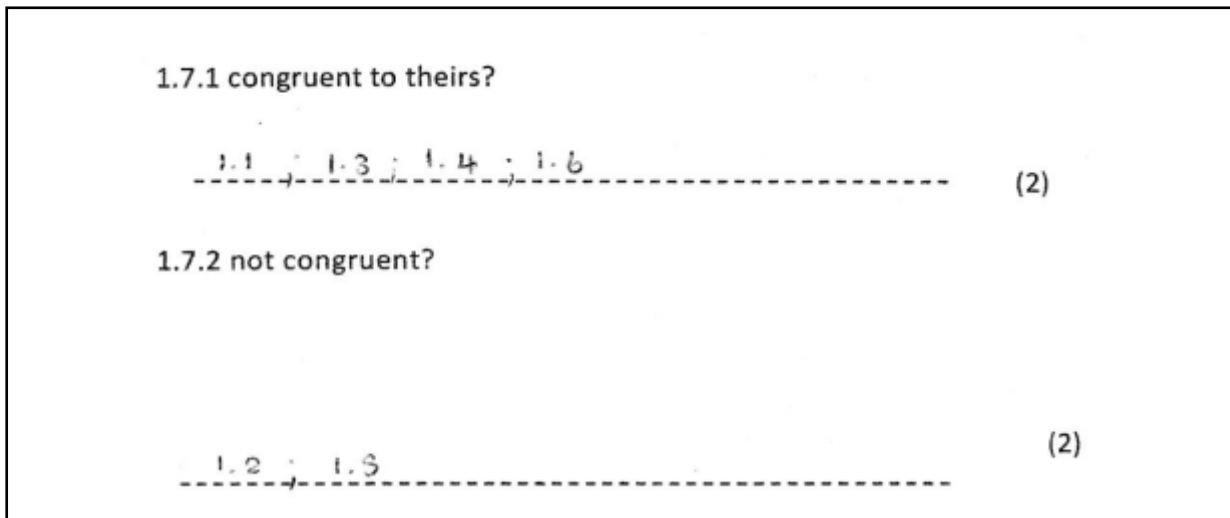 1.7.1 congruent to theirs?
1.1 ; 1.3 ; 1.4 ; 1.6
(2)
1.7.2 not congruent?
(2)
1.2 ; 1.5